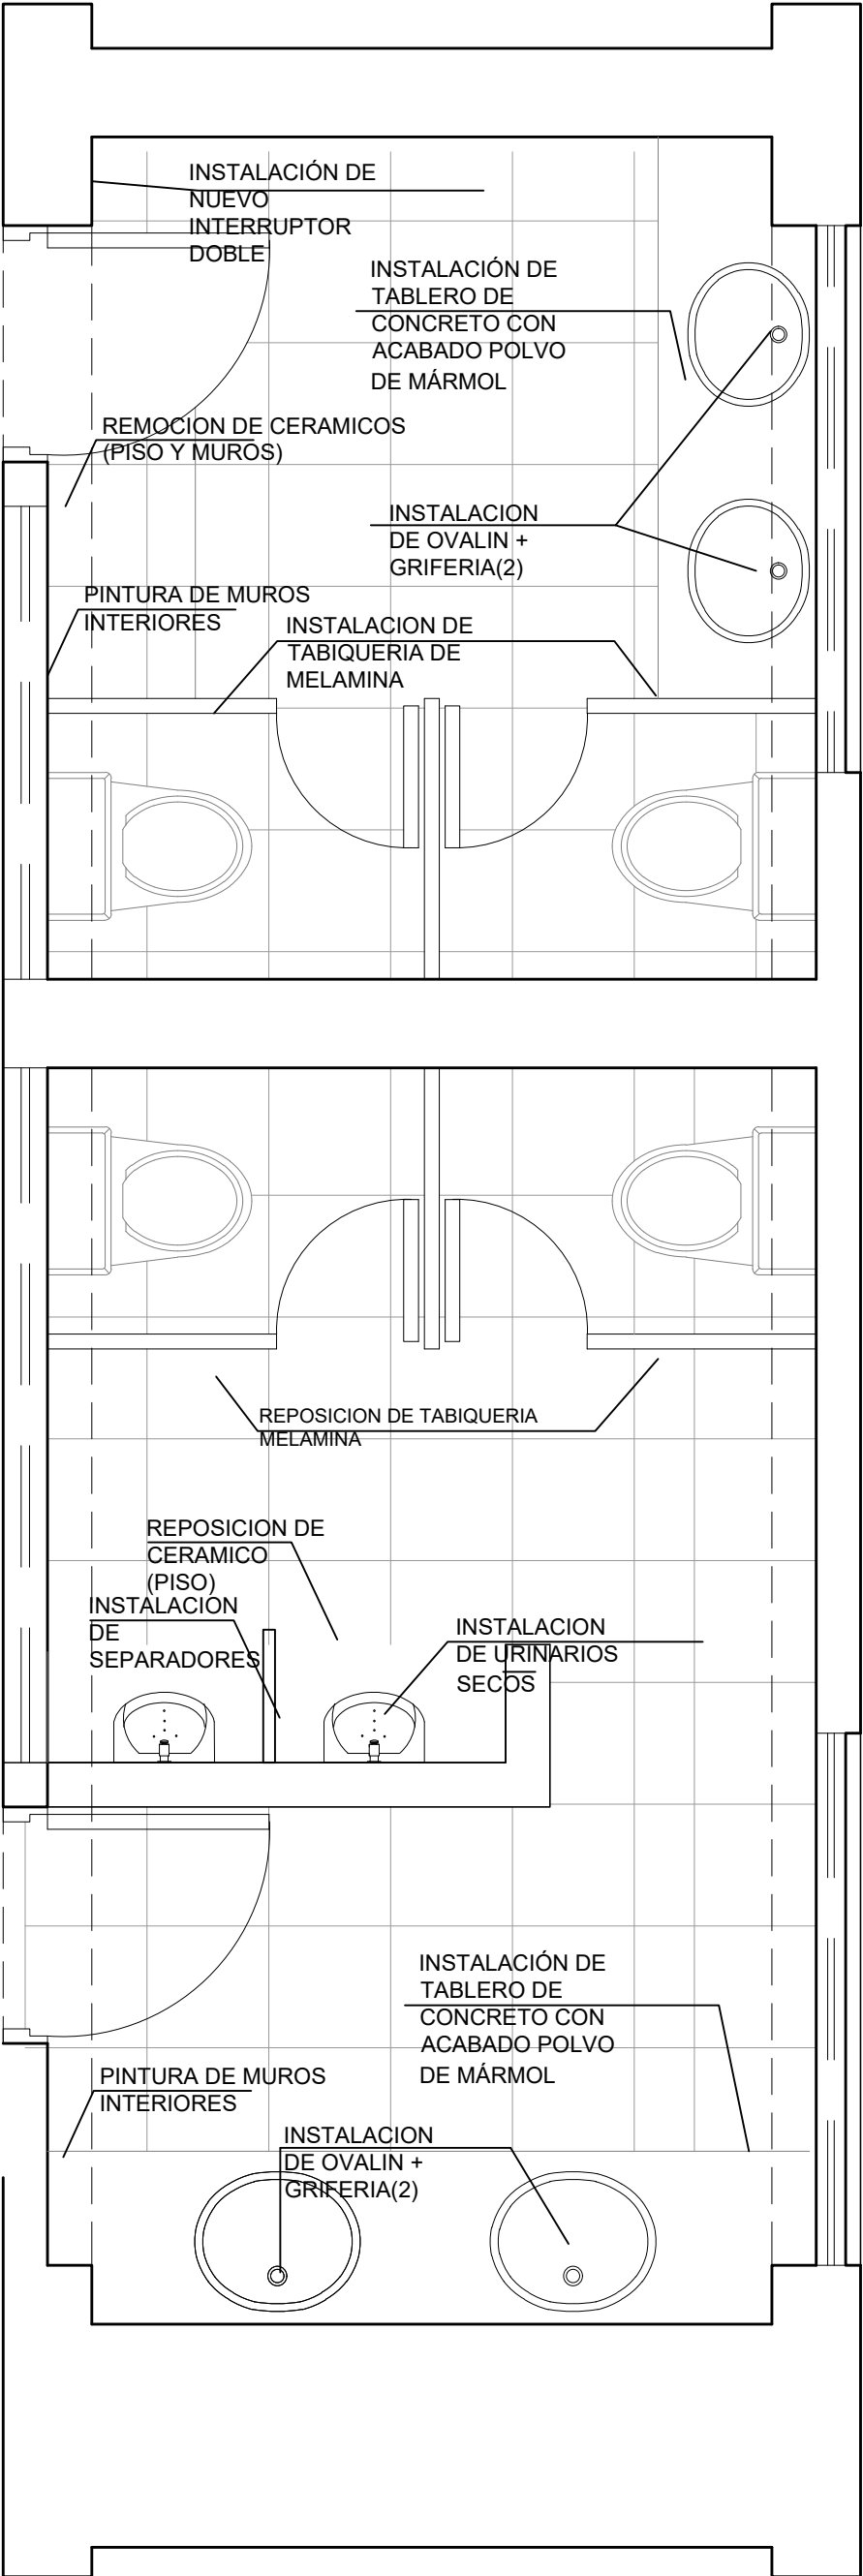 INSTALACIÓN DE
NUEVO
INTERRUPTOR
DOBLE
INSTALACIÓN DE
TABLERO DE
CONCRETO CON
ACABADO POLVO
DE MÁRMOL
REMOCION DE CERAMICOS
(PISO Y MUROS)
INSTALACION
DE OVALIN +
GRIFERIA(2)
PINTURA DE MUROS
INTERIORES
INSTALACION DE
TABIQUERIA DE
MELAMINA
REPOSICION DE TABIQUERIA
MELAMINA
REPOSICION DE
CERAMICO
(PISO)
INSTALACION
DE
SEPARADORES
INSTALACION
DE URINARIOS
SECOS
INSTALACIÓN DE
TABLERO DE
CONCRETO CON
ACABADO POLVO
DE MÁRMOL
PINTURA DE MUROS
INTERIORES
INSTALACION
DE OVALIN +
GRIFERIA(2)